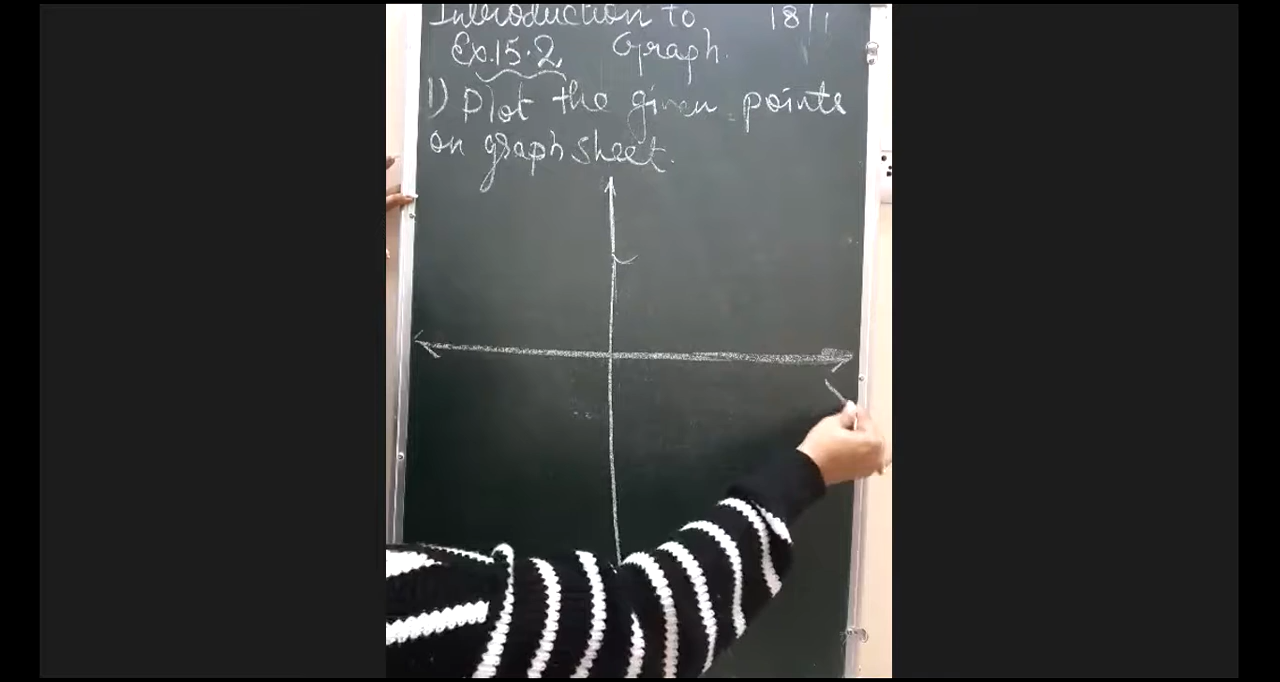 Introduction to 18/1
Ex.15.2 Graph.
1) Plot the given points
on graph sheet.